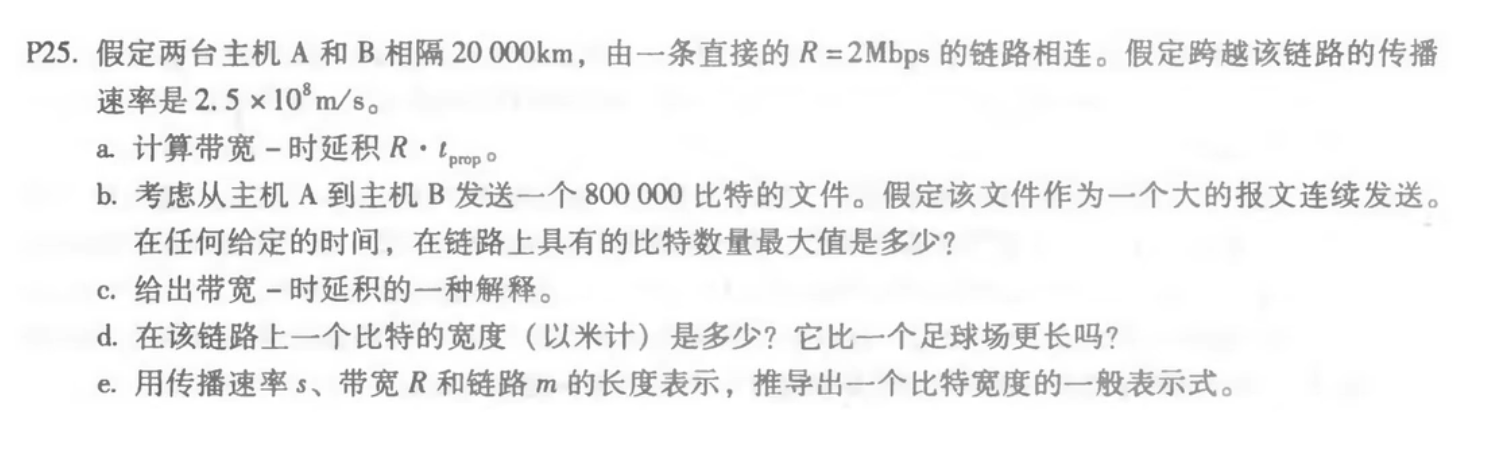 P25. 假定两台主机 A 和 B 相隔 20 000km，由一条直接的 R = 2Mbps 的链路相连。假定跨越该链路的传播
速率是 2.5 × 10⁸ m/s。
a. 计算带宽 – 时延积 R · tprop。
b. 考虑从主机 A 到主机 B 发送一个 800 000 比特的文件。假定该文件作为一个大的报文连续发送。
在任何给定的时间，在链路上具有的比特数量最大值是多少？
c. 给出带宽 – 时延积的一种解释。
d. 在该链路上一个比特的宽度（以米计）是多少？它比一个足球场更长吗？
e. 用传播速率 s、带宽 R 和链路 m 的长度表示，推导出一个比特宽度的一般表示式。